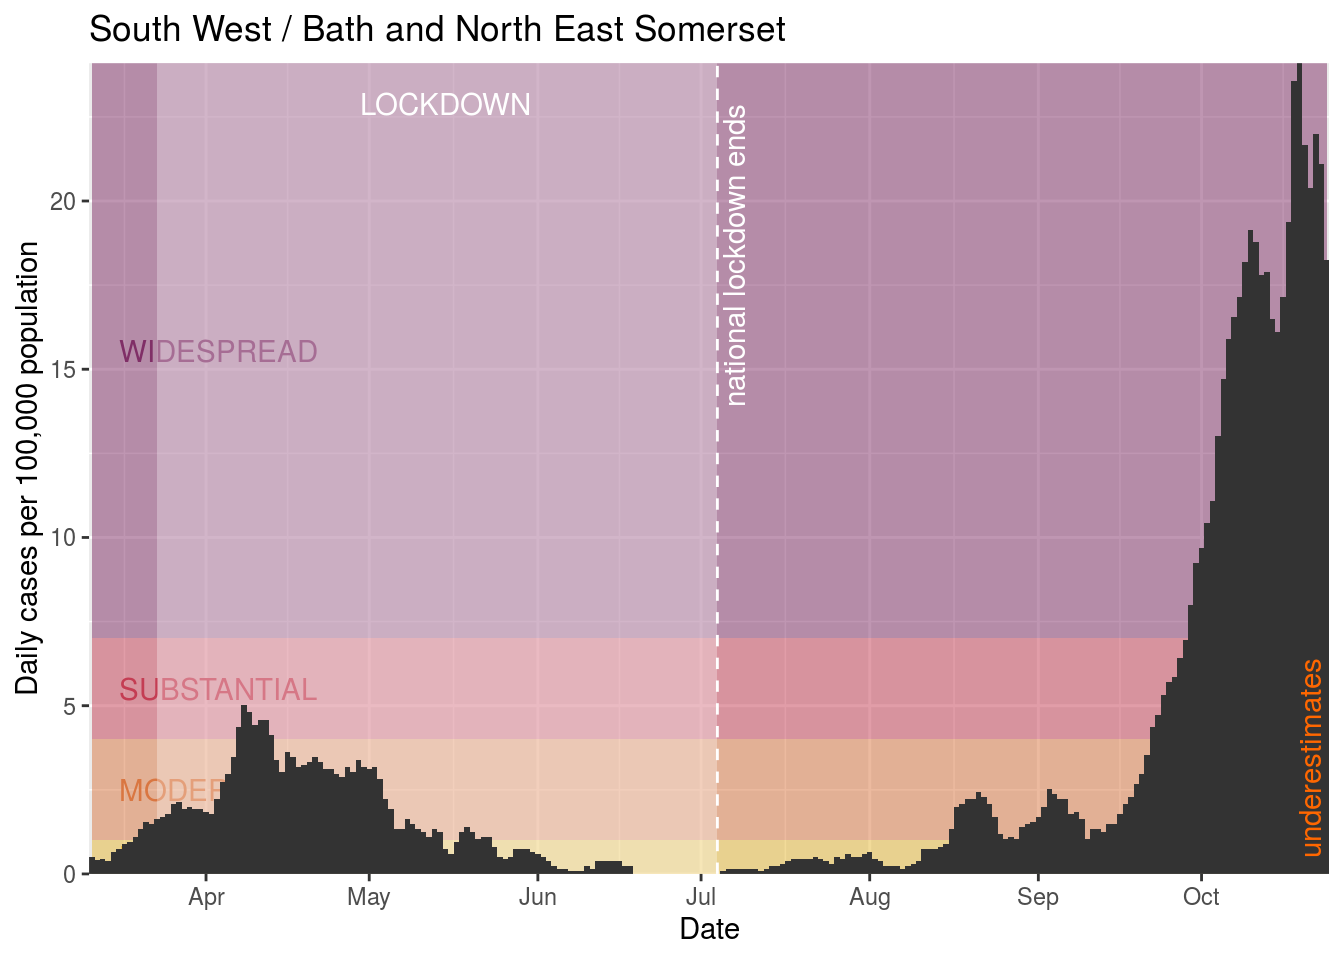 South West / Bath and North East Somerset
LOCKDOWN
national lockdown ends
WIDESPREAD
SUBSTANTIAL
MODER
underestimates
Daily cases per 100,000 population
20
15
10
5
0
Apr
May
Jun
Jul
Aug
Sep
Oct
Date